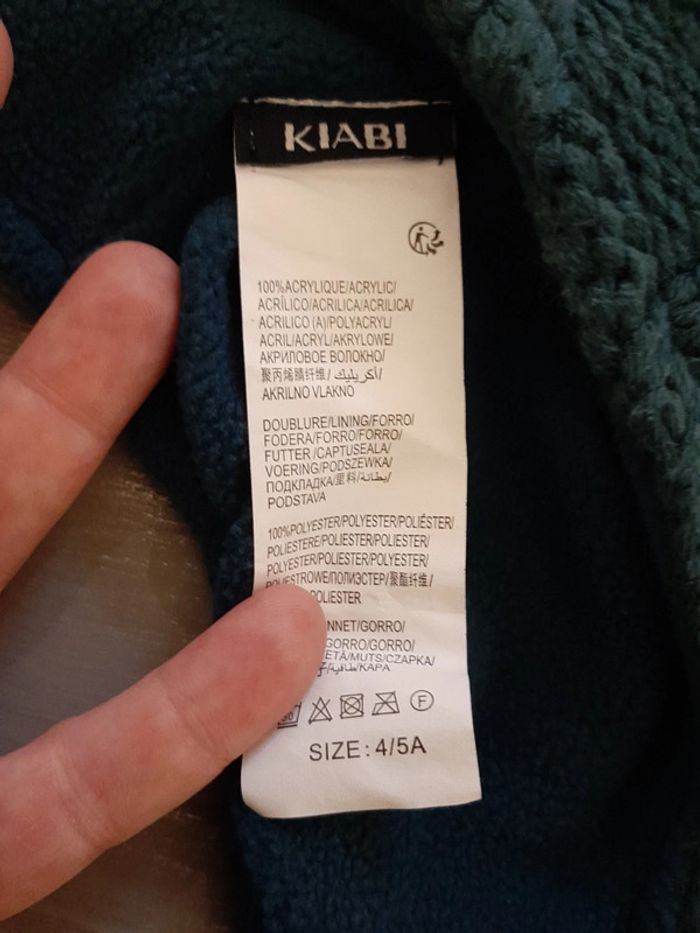 KIABI
100%ACRYLIQUE/ACRYLIC/
ACRÍLICO/ACRILICA/ACRILICA/
ACRILICO (A)/POLYACRYL/
ACRIL/ACRYL/AKRYLOWE/
АКРИЛОВОЕ ВОЛОКНО/
聚丙烯腈纤维/أكريليك/
AKRILNO VLAKNO
DOUBLURE/LINING/FORRO/
FODERA/FORRO/FORRO/
FUTTER/CAPTUSEALA/
VOERING/PODSZEWKA/
ПОДКЛАДКА/里料/بطانة/
PODSTAVA
100%POLYESTER/POLYESTER/POLIÉSTER/
POLIESTERE/POLIESTER/POLIESTER/
POLYESTER/POLIESTER/POLYESTER/
POLIESTROWE/ПОЛИЭСТЕР/聚酯纤维/
POLIESTER
NNET/GORRO/
GORRO/GORRO/
ETĂ/MUTS/CZAPKA/
طاقية/KAPA
F
SIZE : 4/5A